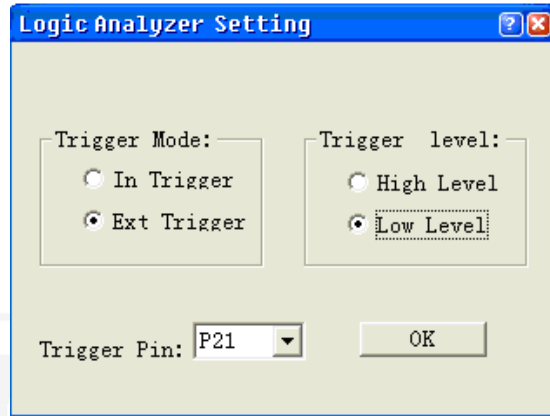 Logic Analyzer Setting
Trigger Mode:
In Trigger
Ext Trigger
Trigger level:
High Level
Low Level
Trigger Pin: P21
OK